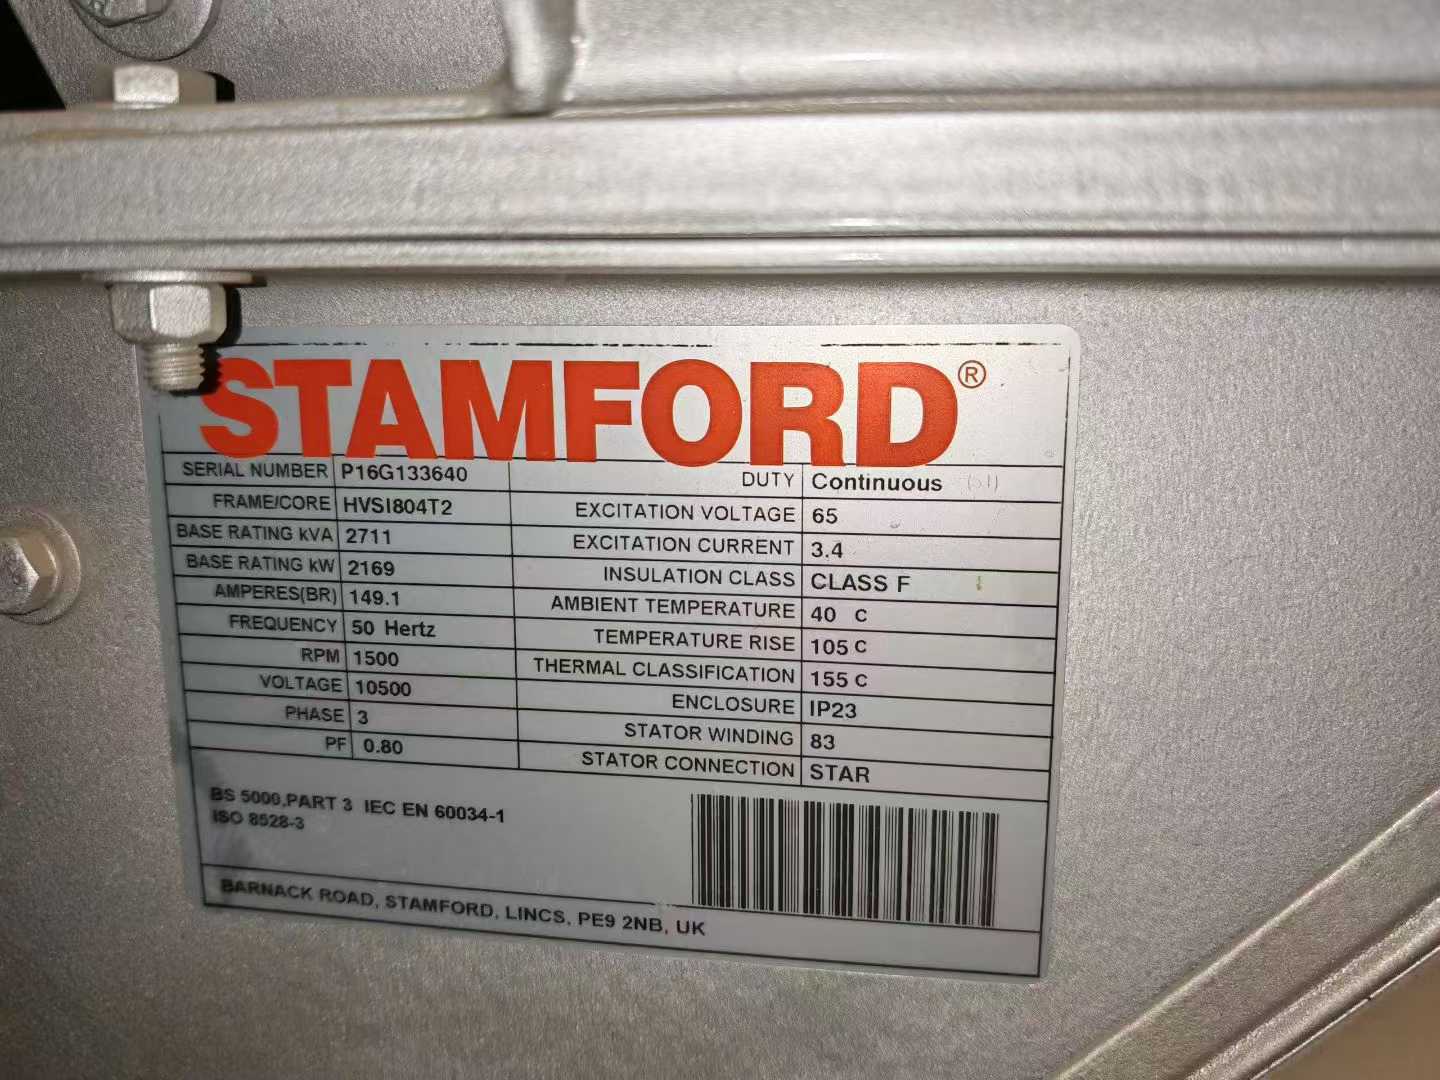 STAMFORD®
SERIAL NUMBER P16G133640 DUTY Continuous (S1)
FRAME/CORE HVSI804T2 EXCITATION VOLTAGE 65
BASE RATING kVA 2711 EXCITATION CURRENT 3.4
BASE RATING kW 2169 INSULATION CLASS CLASS F
AMPERES(BR) 149.1 AMBIENT TEMPERATURE 40 C
FREQUENCY 50 Hertz TEMPERATURE RISE 105 C
RPM 1500 THERMAL CLASSIFICATION 155 C
VOLTAGE 10500 ENCLOSURE IP23
PHASE 3 STATOR WINDING 83
PF 0.80 STATOR CONNECTION STAR
BS 5000,PART 3 IEC EN 60034-1
ISO 8528-3
BARNACK ROAD, STAMFORD, LINCS, PE9 2NB, UK